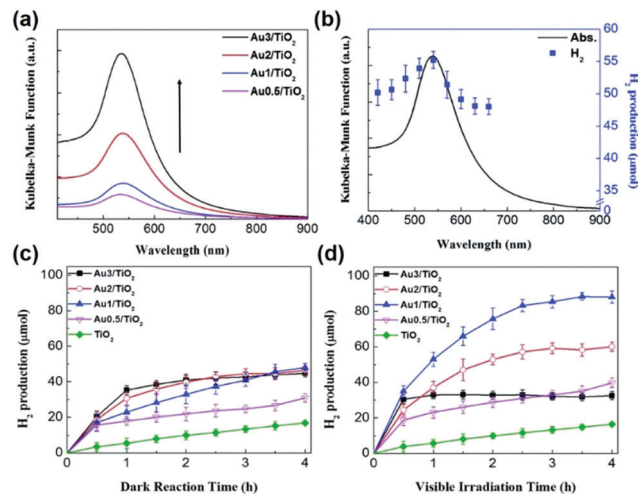 (a)
Au3/TiO₂
Au2/TiO₂
Au1/TiO₂
Au0.5/TiO₂
Kubelka-Munk Function (a.u.)
500 600 700 800 900
Wavelength (nm)
(b)
Abs.
H₂
Kubelka-Munk Function (a.u.)
60
55
50
45
40
35
0
H₂ production (μmol)
400 500 600 700 800 900
Wavelength (nm)
(c)
Au3/TiO₂
Au2/TiO₂
Au1/TiO₂
Au0.5/TiO₂
TiO₂
H₂ production (μmol)
100
80
60
40
20
0
0 1 2 3 4
Dark Reaction Time (h)
(d)
Au3/TiO₂
Au2/TiO₂
Au1/TiO₂
Au0.5/TiO₂
TiO₂
H₂ production (μmol)
100
80
60
40
20
0
0 1 2 3 4
Visible Irradiation Time (h)